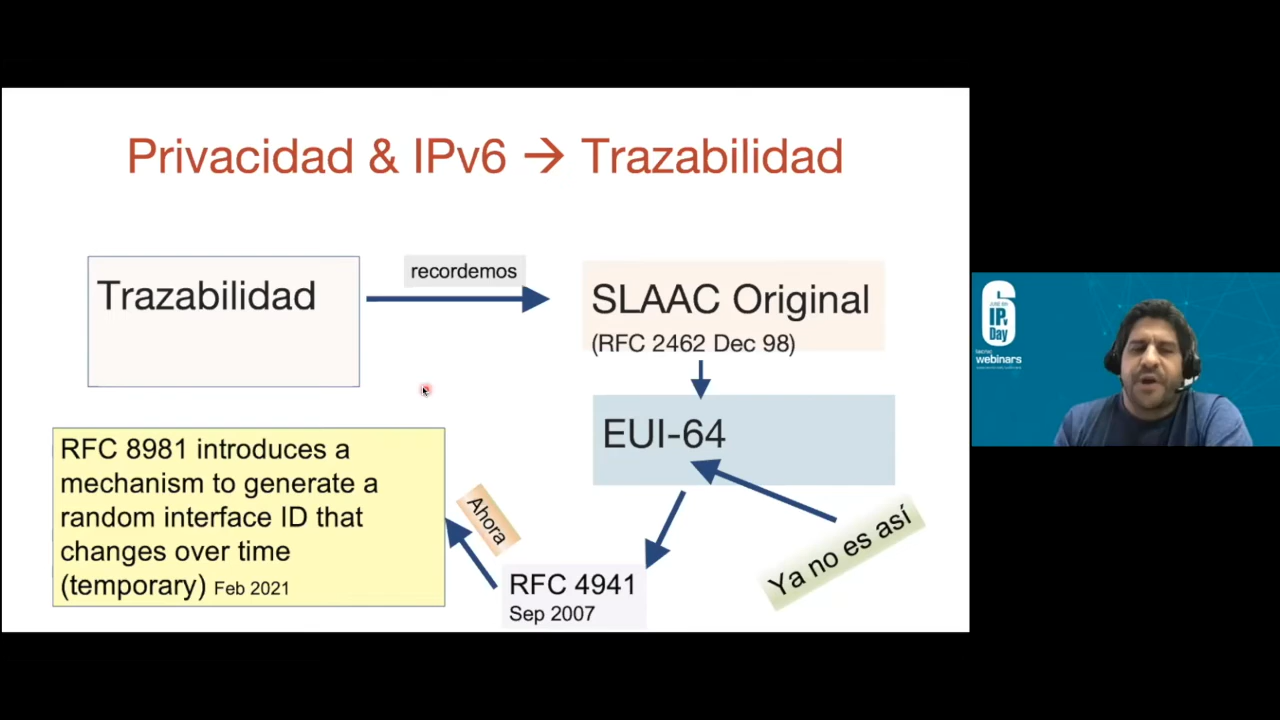 Privacidad & IPv6 → Trazabilidad
Trazabilidad
recordemos
SLAAC Original
(RFC 2462 Dec 98)
EUI-64
Ya no es así
RFC 4941
Sep 2007
Ahora
RFC 8981 introduces a
mechanism to generate a
random interface ID that
changes over time
(temporary) Feb 2021
6
IPv
Day
webinars